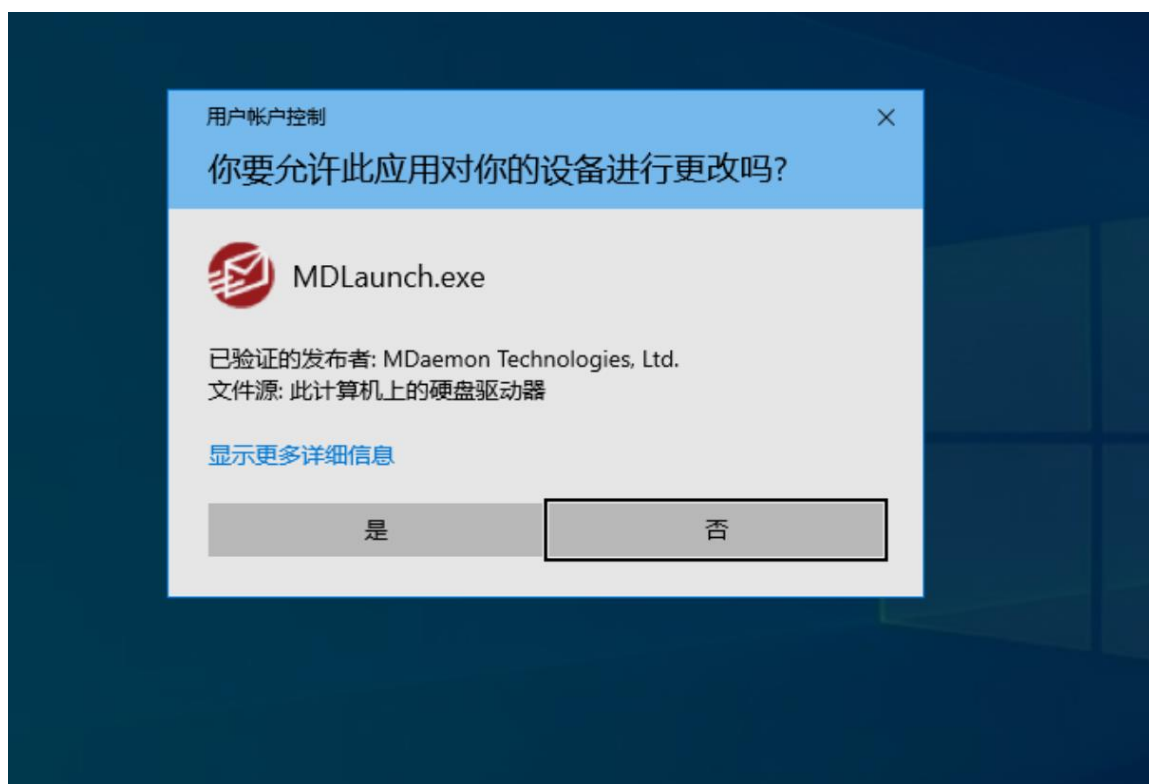 用户帐户控制
你要允许此应用对你的设备进行更改吗?
MDLaunch.exe
已验证的发布者: MDaemon Technologies, Ltd.
文件源: 此计算机上的硬盘驱动器
显示更多详细信息
是
否